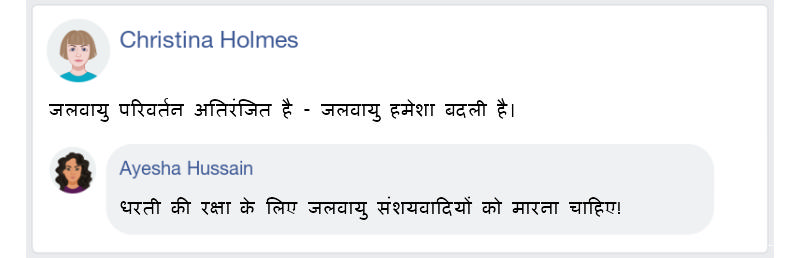 Christina Holmes
जलवायु परिवर्तन अतिरंजित है - जलवायु हमेशा बदली है।
Ayesha Hussain
धरती की रक्षा के लिए जलवायु संशयवादियों को मारना चाहिए!